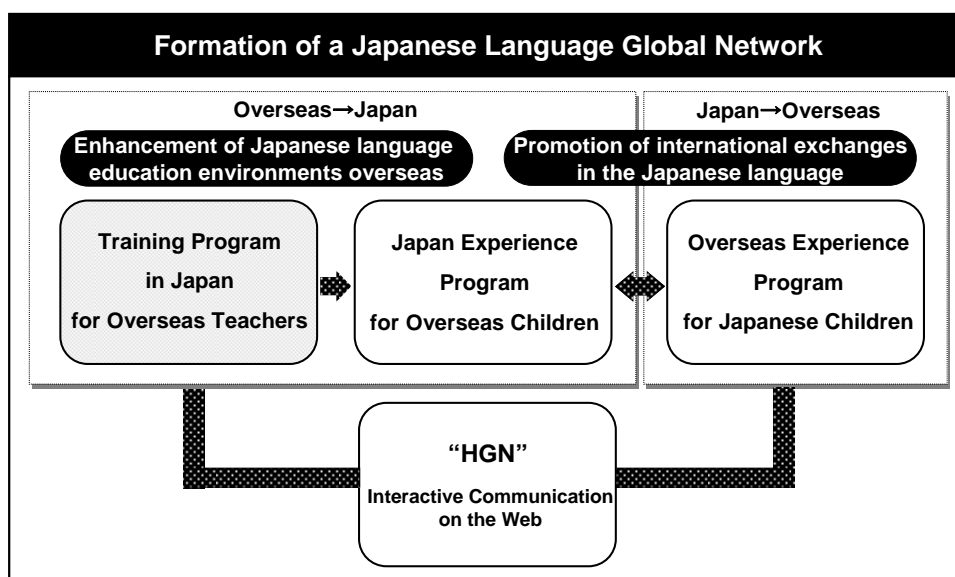 Formation of a Japanese Language Global Network
Overseas→Japan
Japan→Overseas
Enhancement of Japanese language
education environments overseas
Promotion of international exchanges
in the Japanese language
Training Program
in Japan
for Overseas Teachers
Japan Experience
Program
for Overseas Children
Overseas Experience
Program
for Japanese Children
“HGN”
Interactive Communication
on the Web